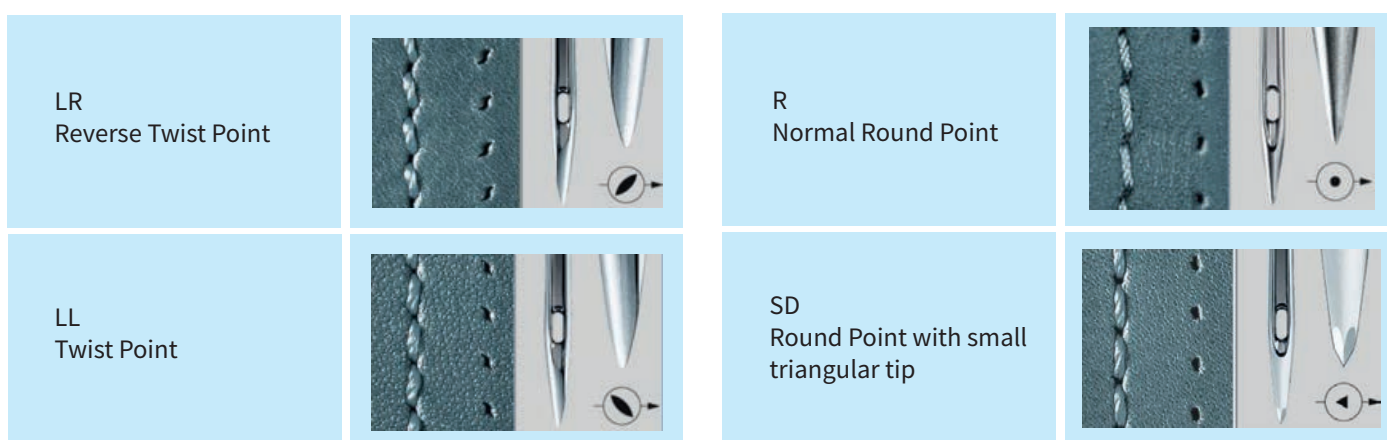 LR
Reverse Twist Point
R
Normal Round Point
LL
Twist Point
SD
Round Point with small
triangular tip